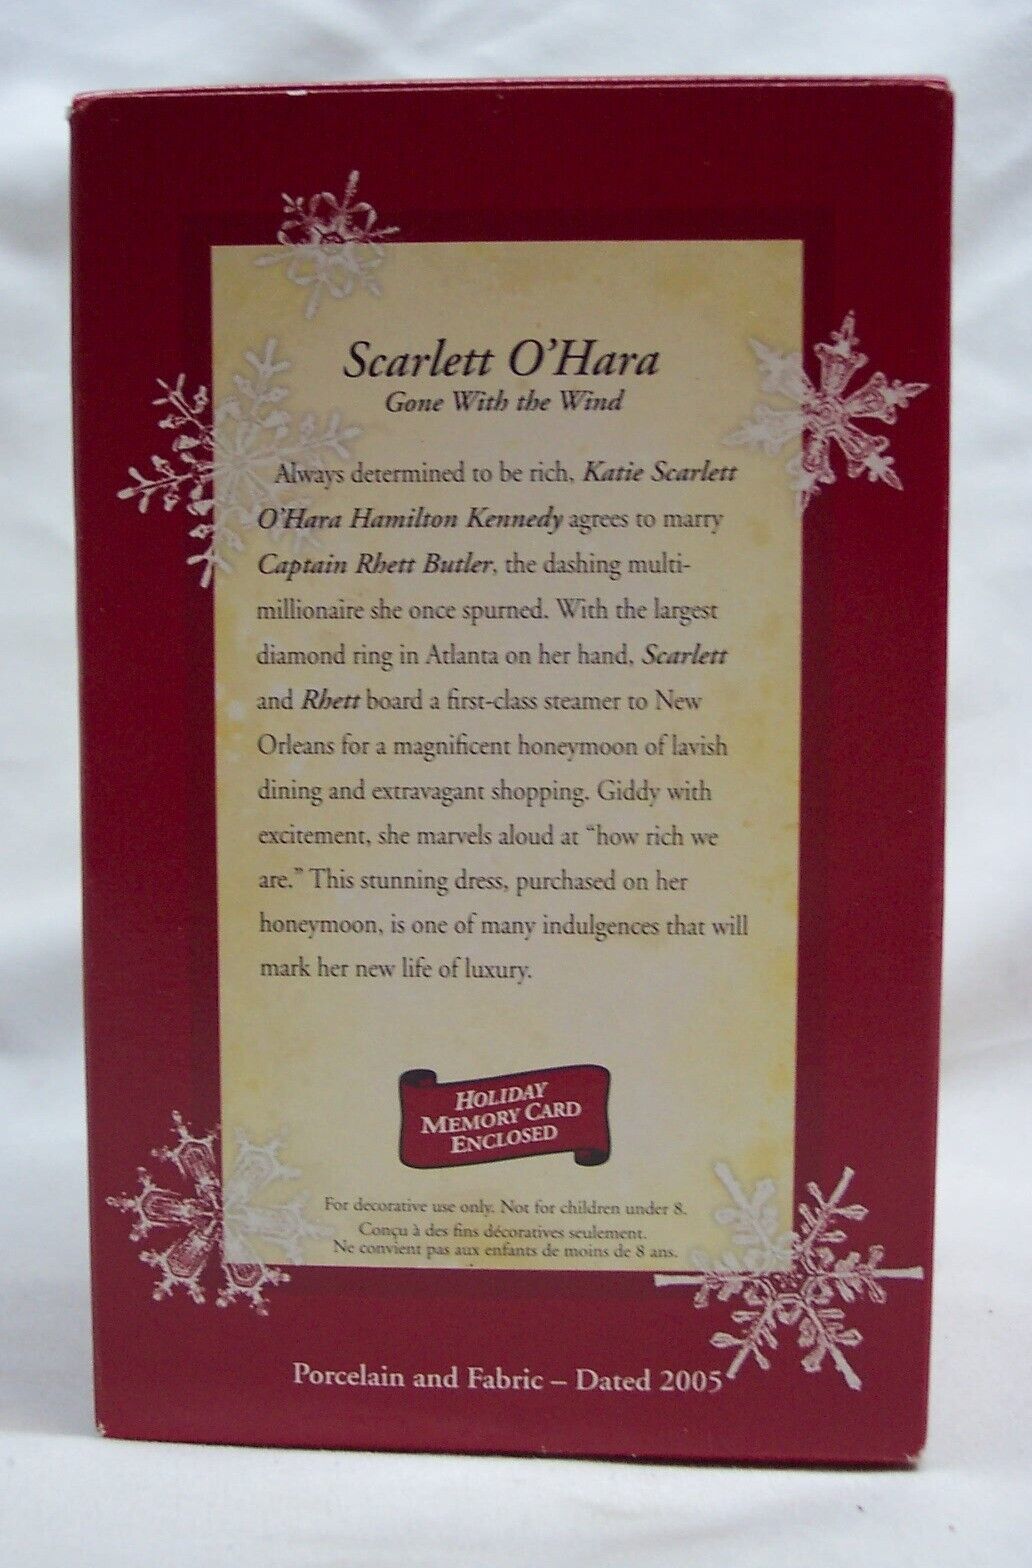 Scarlett O'Hara
Gone With the Wind
Always determined to be rich, Katie Scarlett
O'Hara Hamilton Kennedy agrees to marry
Captain Rhett Butler, the dashing multi-
millionaire she once spurned. With the largest
diamond ring in Atlanta on her hand, Scarlett
and Rhett board a first-class steamer to New
Orleans for a magnificent honeymoon of lavish
dining and extravagant shopping. Giddy with
excitement, she marvels aloud at “how rich we
are.” This stunning dress, purchased on her
honeymoon, is one of many indulgences that will
mark her new life of luxury.
HOLIDAY
MEMORY CARD
ENCLOSED
For decorative use only. Not for children under 8.
Conçu à des fins décoratives seulement.
Ne convient pas aux enfants de moins de 8 ans.
Porcelain and Fabric – Dated 2005